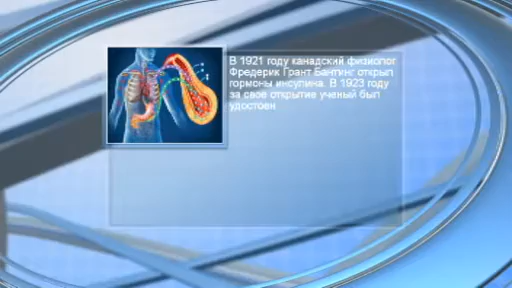 В 1921 году канадский физиолог
Фредерик Грант Бантинг открыл
гормоны инсулина. В 1923 году
за свое открытие ученый был
удостоен